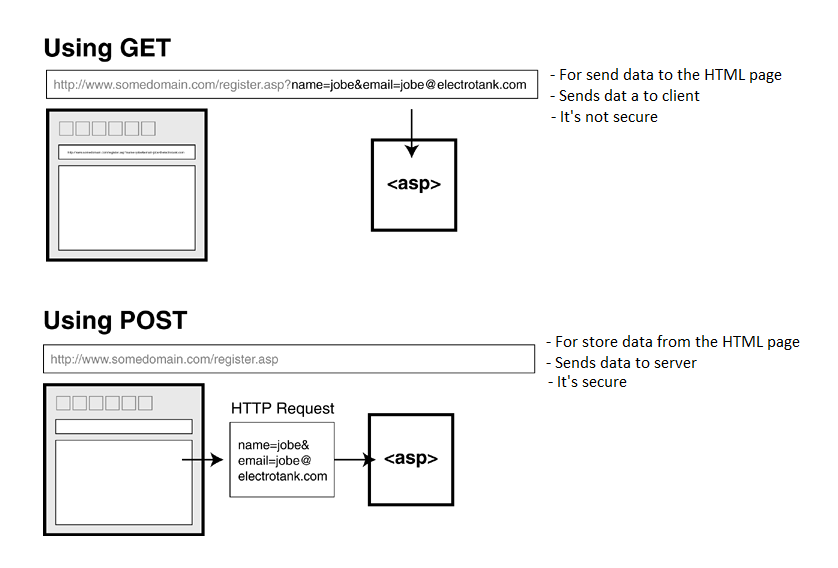 Using GET
http://www.somedomain.com/register.asp?name=jobe&email=jobe@electrotank.com
- For send data to the HTML page
- Sends dat a to client
- It's not secure
<asp>
Using POST
http://www.somedomain.com/register.asp
- For store data from the HTML page
- Sends data to server
- It's secure
HTTP Request
name=jobe&
email=jobe@
electrotank.com
<asp>